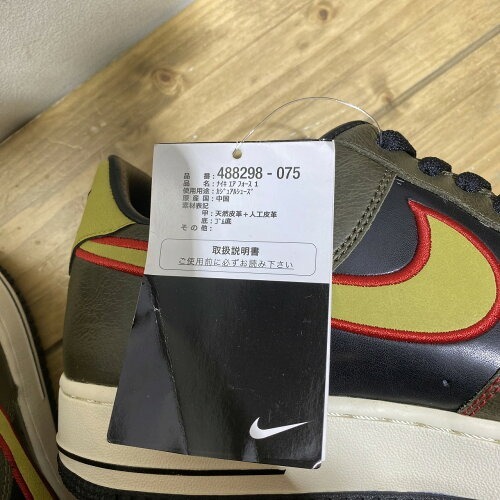 品 番: 488298 - 075
品 名: ﾅｲｷ ｴｱ ﾌｫｰｽ 1
使用用途: ｶｼﾞｭｱﾙｼｭｰｽﾞ
原 産 国: 中国
素材表記
甲: 天然皮革＋人工皮革
底: ｺﾞﾑ底
そ の 他:
取扱説明書
ご使用前に必ずお読み下さい